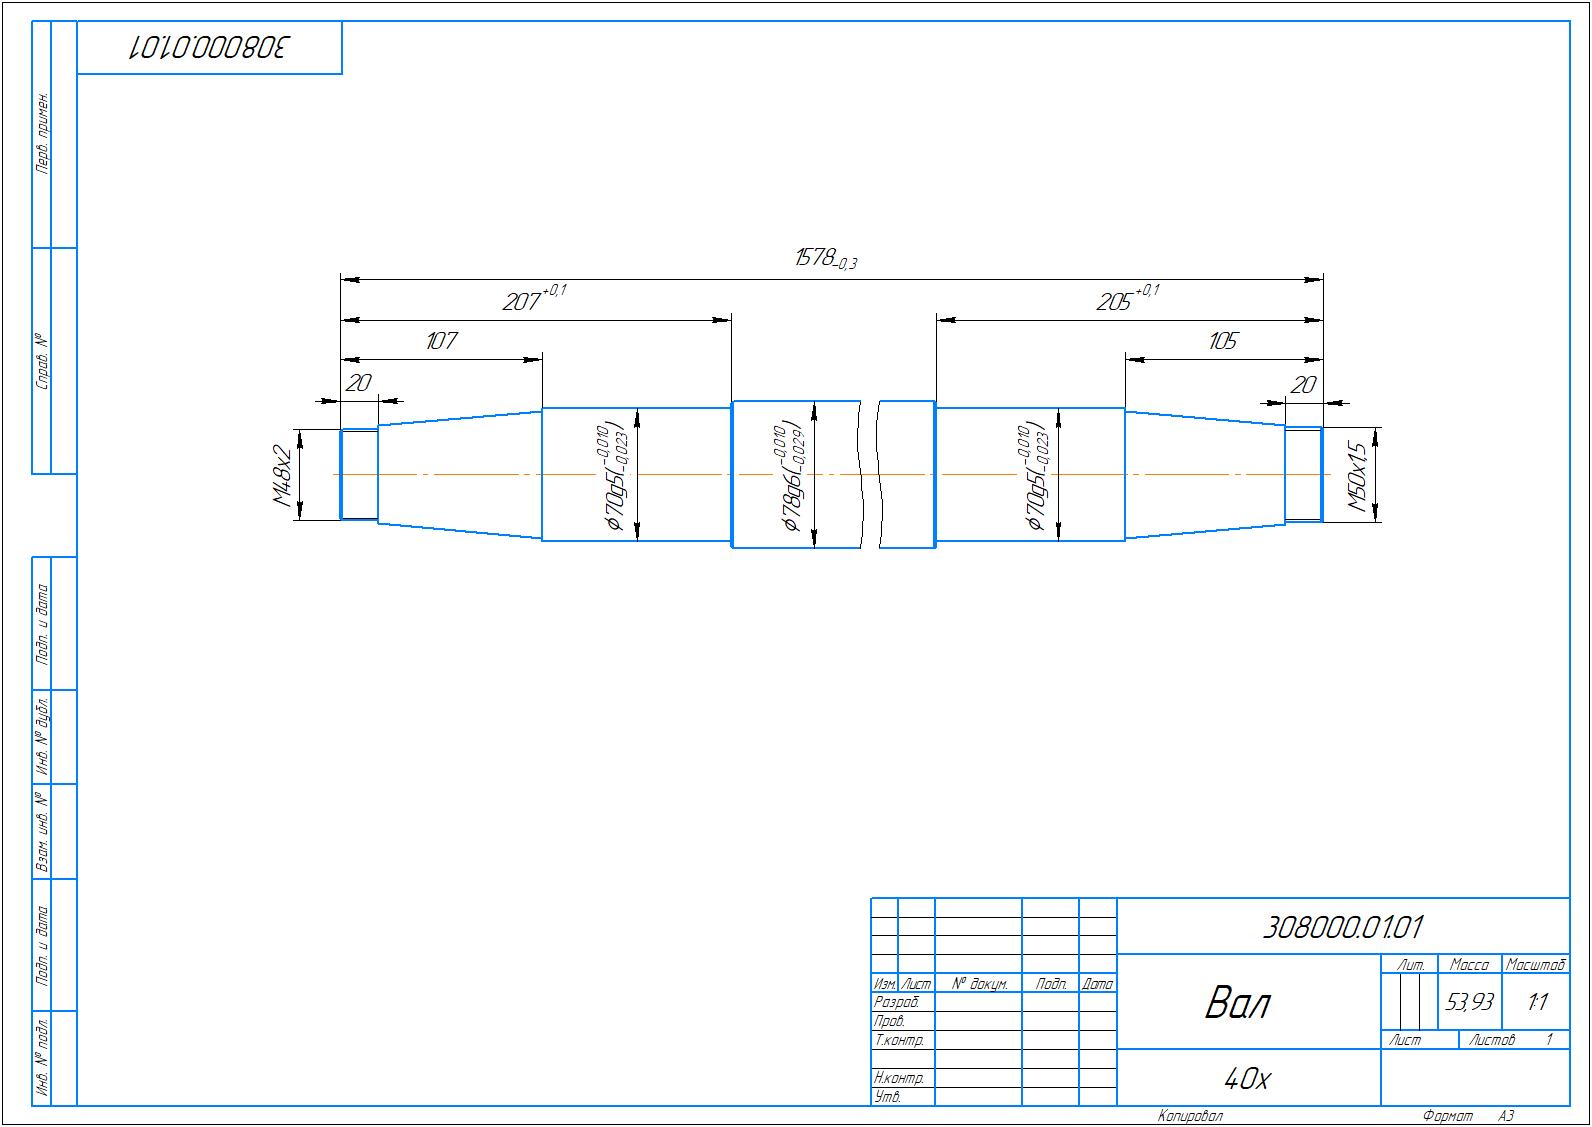 308000.01.01
Перв. примен.
Справ. №
Подп. и дата
Инв. № дубл.
Взам. инв. №
Подп. и дата
Инв. № подл.
1578-0,3
207+0,1
205+0,1
107
105
20
20
M48x2
⌀70g5(-0,010 -0,023)
⌀78g6(-0,010 -0,029)
⌀70g5(-0,010 -0,023)
M50x1,5
308000.01.01
Лит. Масса Масштаб
Вал
53,93 1:1
Изм. Лист № докум. Подп. Дата
Разраб.
Пров.
Т.контр.
Лист Листов 1
Н.контр.
Утв.
40х
Копировал Формат А3